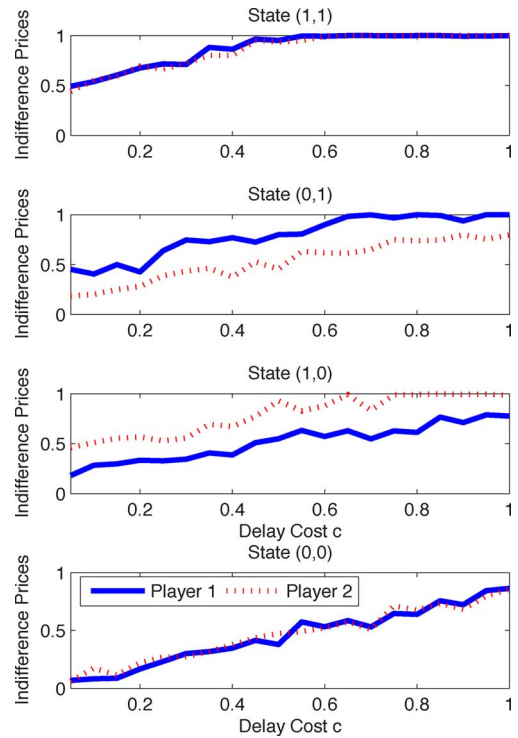 State (1,1)
Indifference Prices
1
0.5
0
0.2 0.4 0.6 0.8 1
State (0,1)
Indifference Prices
1
0.5
0
0.2 0.4 0.6 0.8 1
State (1,0)
Indifference Prices
1
0.5
0
0.2 0.4 0.6 0.8 1
Delay Cost c
State (0,0)
Indifference Prices
1
0.5
0
Player 1 Player 2
0.2 0.4 0.6 0.8 1
Delay Cost c